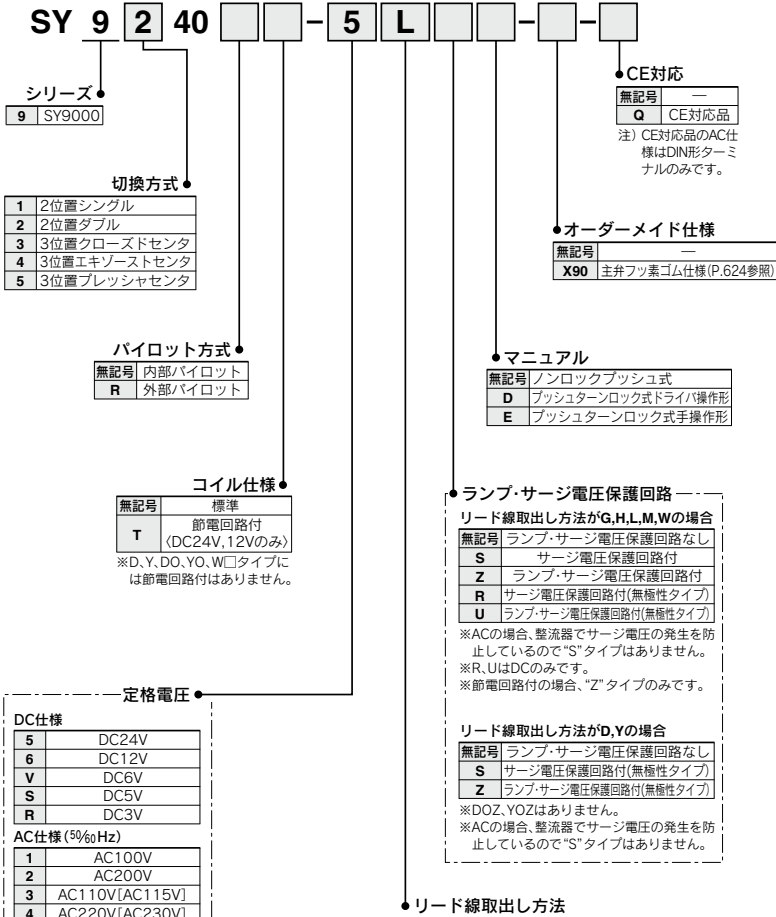 SY 9 2 40 - 5 L - -
シリーズ
9 SY9000
切換方式
1 2位置シングル
2 2位置ダブル
3 3位置クローズドセンタ
4 3位置エキゾーストセンタ
5 3位置プレッシャセンタ
パイロット方式
無記号 内部パイロット
R 外部パイロット
コイル仕様
無記号 標準
T 節電回路付
〈DC24V,12Vのみ〉
※D,Y,DO,YO,W□タイプに
は節電回路付はありません。
定格電圧
DC仕様
5 DC24V
6 DC12V
V DC6V
S DC5V
R DC3V
AC仕様(50/60Hz)
1 AC100V
2 AC200V
3 AC110V[AC115V]
4 AC220V[AC230V]
CE対応
無記号 —
Q CE対応品
注) CE対応品のAC仕
様はDIN形ターミ
ナルのみです。
オーダーメイド仕様
無記号 —
X90 主弁フッ素ゴム仕様(P.624参照)
マニュアル
無記号 ノンロックプッシュ式
D プッシュターンロック式ドライバ操作形
E プッシュターンロック式手操作形
ランプ・サージ電圧保護回路
リード線取出し方法がG,H,L,M,Wの場合
無記号 ランプ・サージ電圧保護回路なし
S サージ電圧保護回路付
Z ランプ・サージ電圧保護回路付
R サージ電圧保護回路付(無極性タイプ)
U ランプ・サージ電圧保護回路付(無極性タイプ)
※ACの場合、整流器でサージ電圧の発生を防
止しているので“S”タイプはありません。
※R,UはDCのみです。
※節電回路付の場合、“Z”タイプのみです。
リード線取出し方法がD,Yの場合
無記号 ランプ・サージ電圧保護回路なし
S サージ電圧保護回路付(無極性タイプ)
Z ランプ・サージ電圧保護回路付(無極性タイプ)
※DOZ,YOZはありません。
※ACの場合、整流器でサージ電圧の発生を防
止しているので“S”タイプはありません。
リード線取出し方法